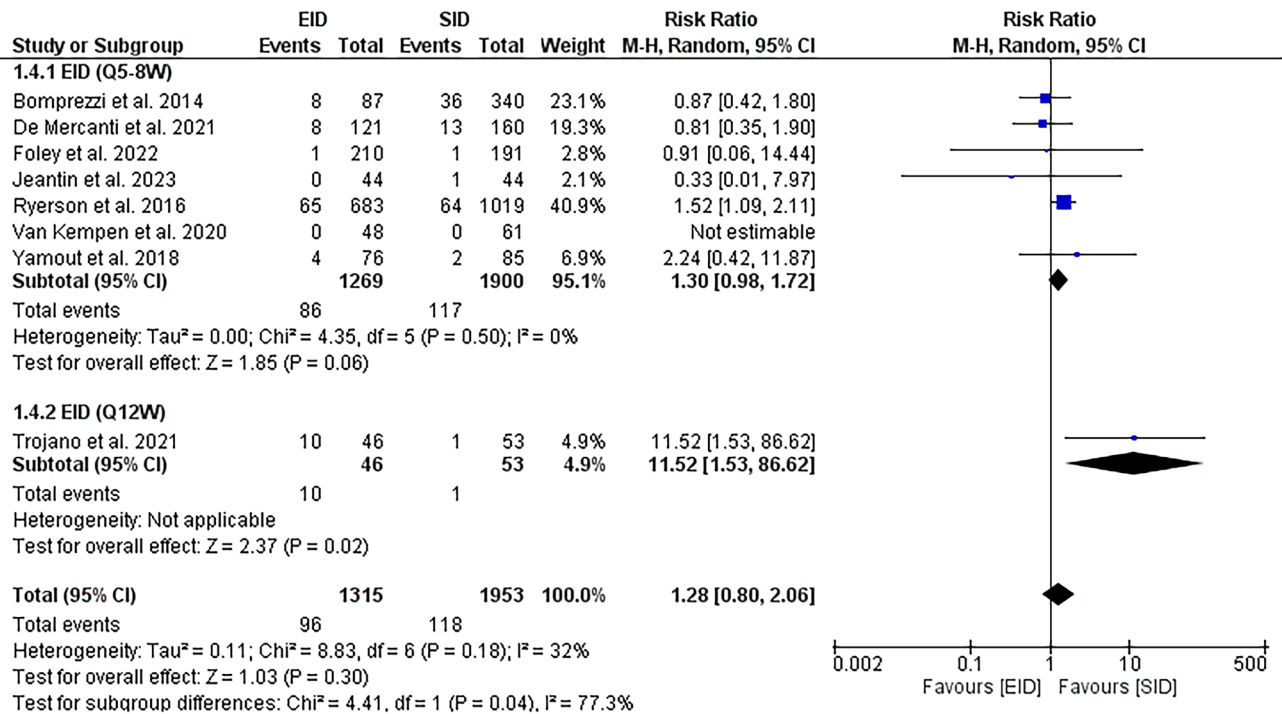 EID SID Risk Ratio Risk Ratio
Study or Subgroup Events Total Events Total Weight M-H, Random, 95% CI M-H, Random, 95% CI
1.4.1 EID (Q5-8W)
Bomprezzi et al. 2014 8 87 36 340 23.1% 0.87 [0.42, 1.80]
De Mercanti et al. 2021 8 121 13 160 19.3% 0.81 [0.35, 1.90]
Foley et al. 2022 1 210 1 191 2.8% 0.91 [0.06, 14.44]
Jeantin et al. 2023 0 44 1 44 2.1% 0.33 [0.01, 7.97]
Ryerson et al. 2016 65 683 64 1019 40.9% 1.52 [1.09, 2.11]
Van Kempen et al. 2020 0 48 0 61 Not estimable
Yamout et al. 2018 4 76 2 85 6.9% 2.24 [0.42, 11.87]
Subtotal (95% CI) 1269 1900 95.1% 1.30 [0.98, 1.72]
Total events 86 117
Heterogeneity: Tau² = 0.00; Chi² = 4.35, df = 5 (P = 0.50); I² = 0%
Test for overall effect: Z = 1.85 (P = 0.06)
1.4.2 EID (Q12W)
Trojano et al. 2021 10 46 1 53 4.9% 11.52 [1.53, 86.62]
Subtotal (95% CI) 46 53 4.9% 11.52 [1.53, 86.62]
Total events 10 1
Heterogeneity: Not applicable
Test for overall effect: Z = 2.37 (P = 0.02)
Total (95% CI) 1315 1953 100.0% 1.28 [0.80, 2.06]
Total events 96 118
Heterogeneity: Tau² = 0.11; Chi² = 8.83, df = 6 (P = 0.18); I² = 32%
Test for overall effect: Z = 1.03 (P = 0.30)
Test for subgroup differences: Chi² = 4.41, df = 1 (P = 0.04), I² = 77.3%
0.002 0.1 1 10 500
Favours [EID] Favours [SID]